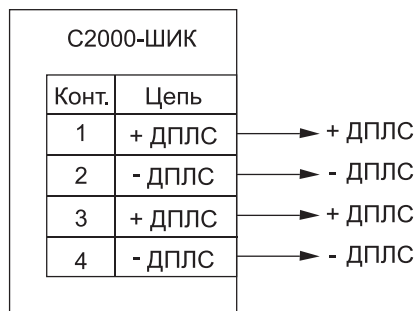 С2000-ШИК
Конт. Цепь
1 + ДПЛС + ДПЛС
2 - ДПЛС - ДПЛС
3 + ДПЛС + ДПЛС
4 - ДПЛС - ДПЛС